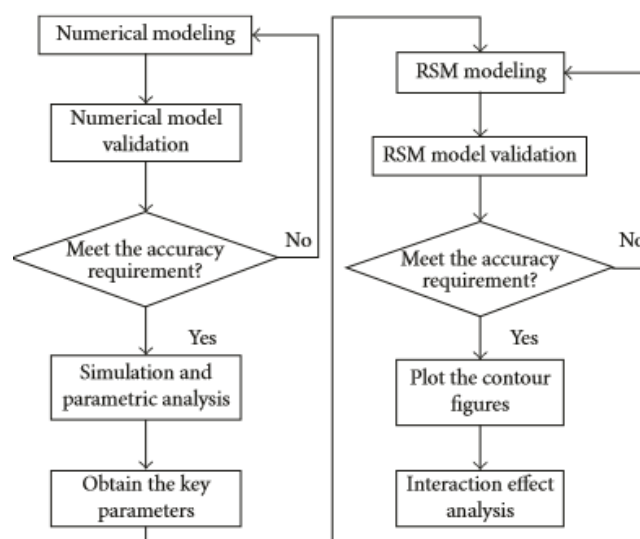 Numerical modeling
Numerical model
validation
Meet the accuracy
requirement?
No
Yes
Simulation and
parametric analysis
Obtain the key
parameters
RSM modeling
RSM model validation
Meet the accuracy
requirement?
No
Yes
Plot the contour
figures
Interaction effect
analysis